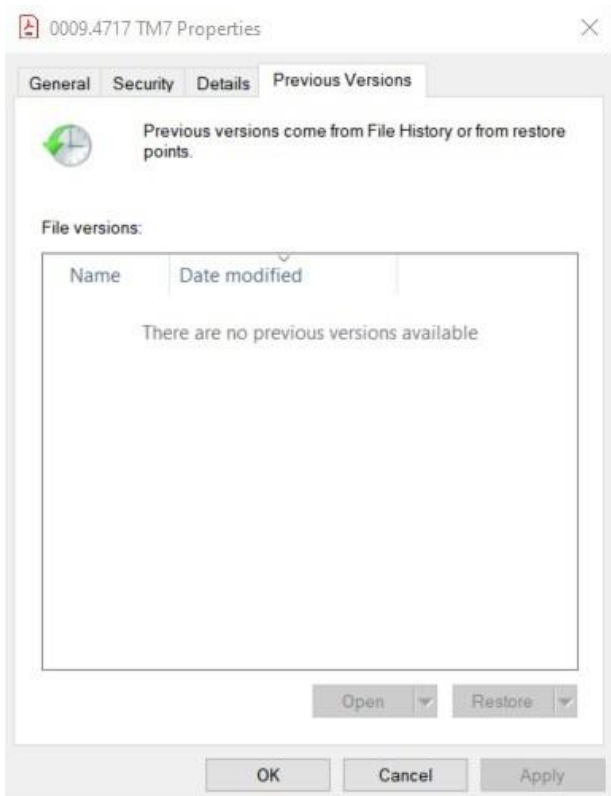 0009.4717 TM7 Properties
General Security Details Previous Versions
Previous versions come from File History or from restore
points.
File versions:
Name Date modified
There are no previous versions available
Open Restore
OK Cancel Apply